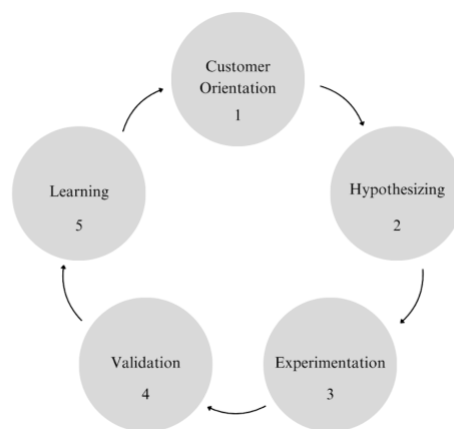 Customer
Orientation
1
Hypothesizing
2
Experimentation
3
Validation
4
Learning
5